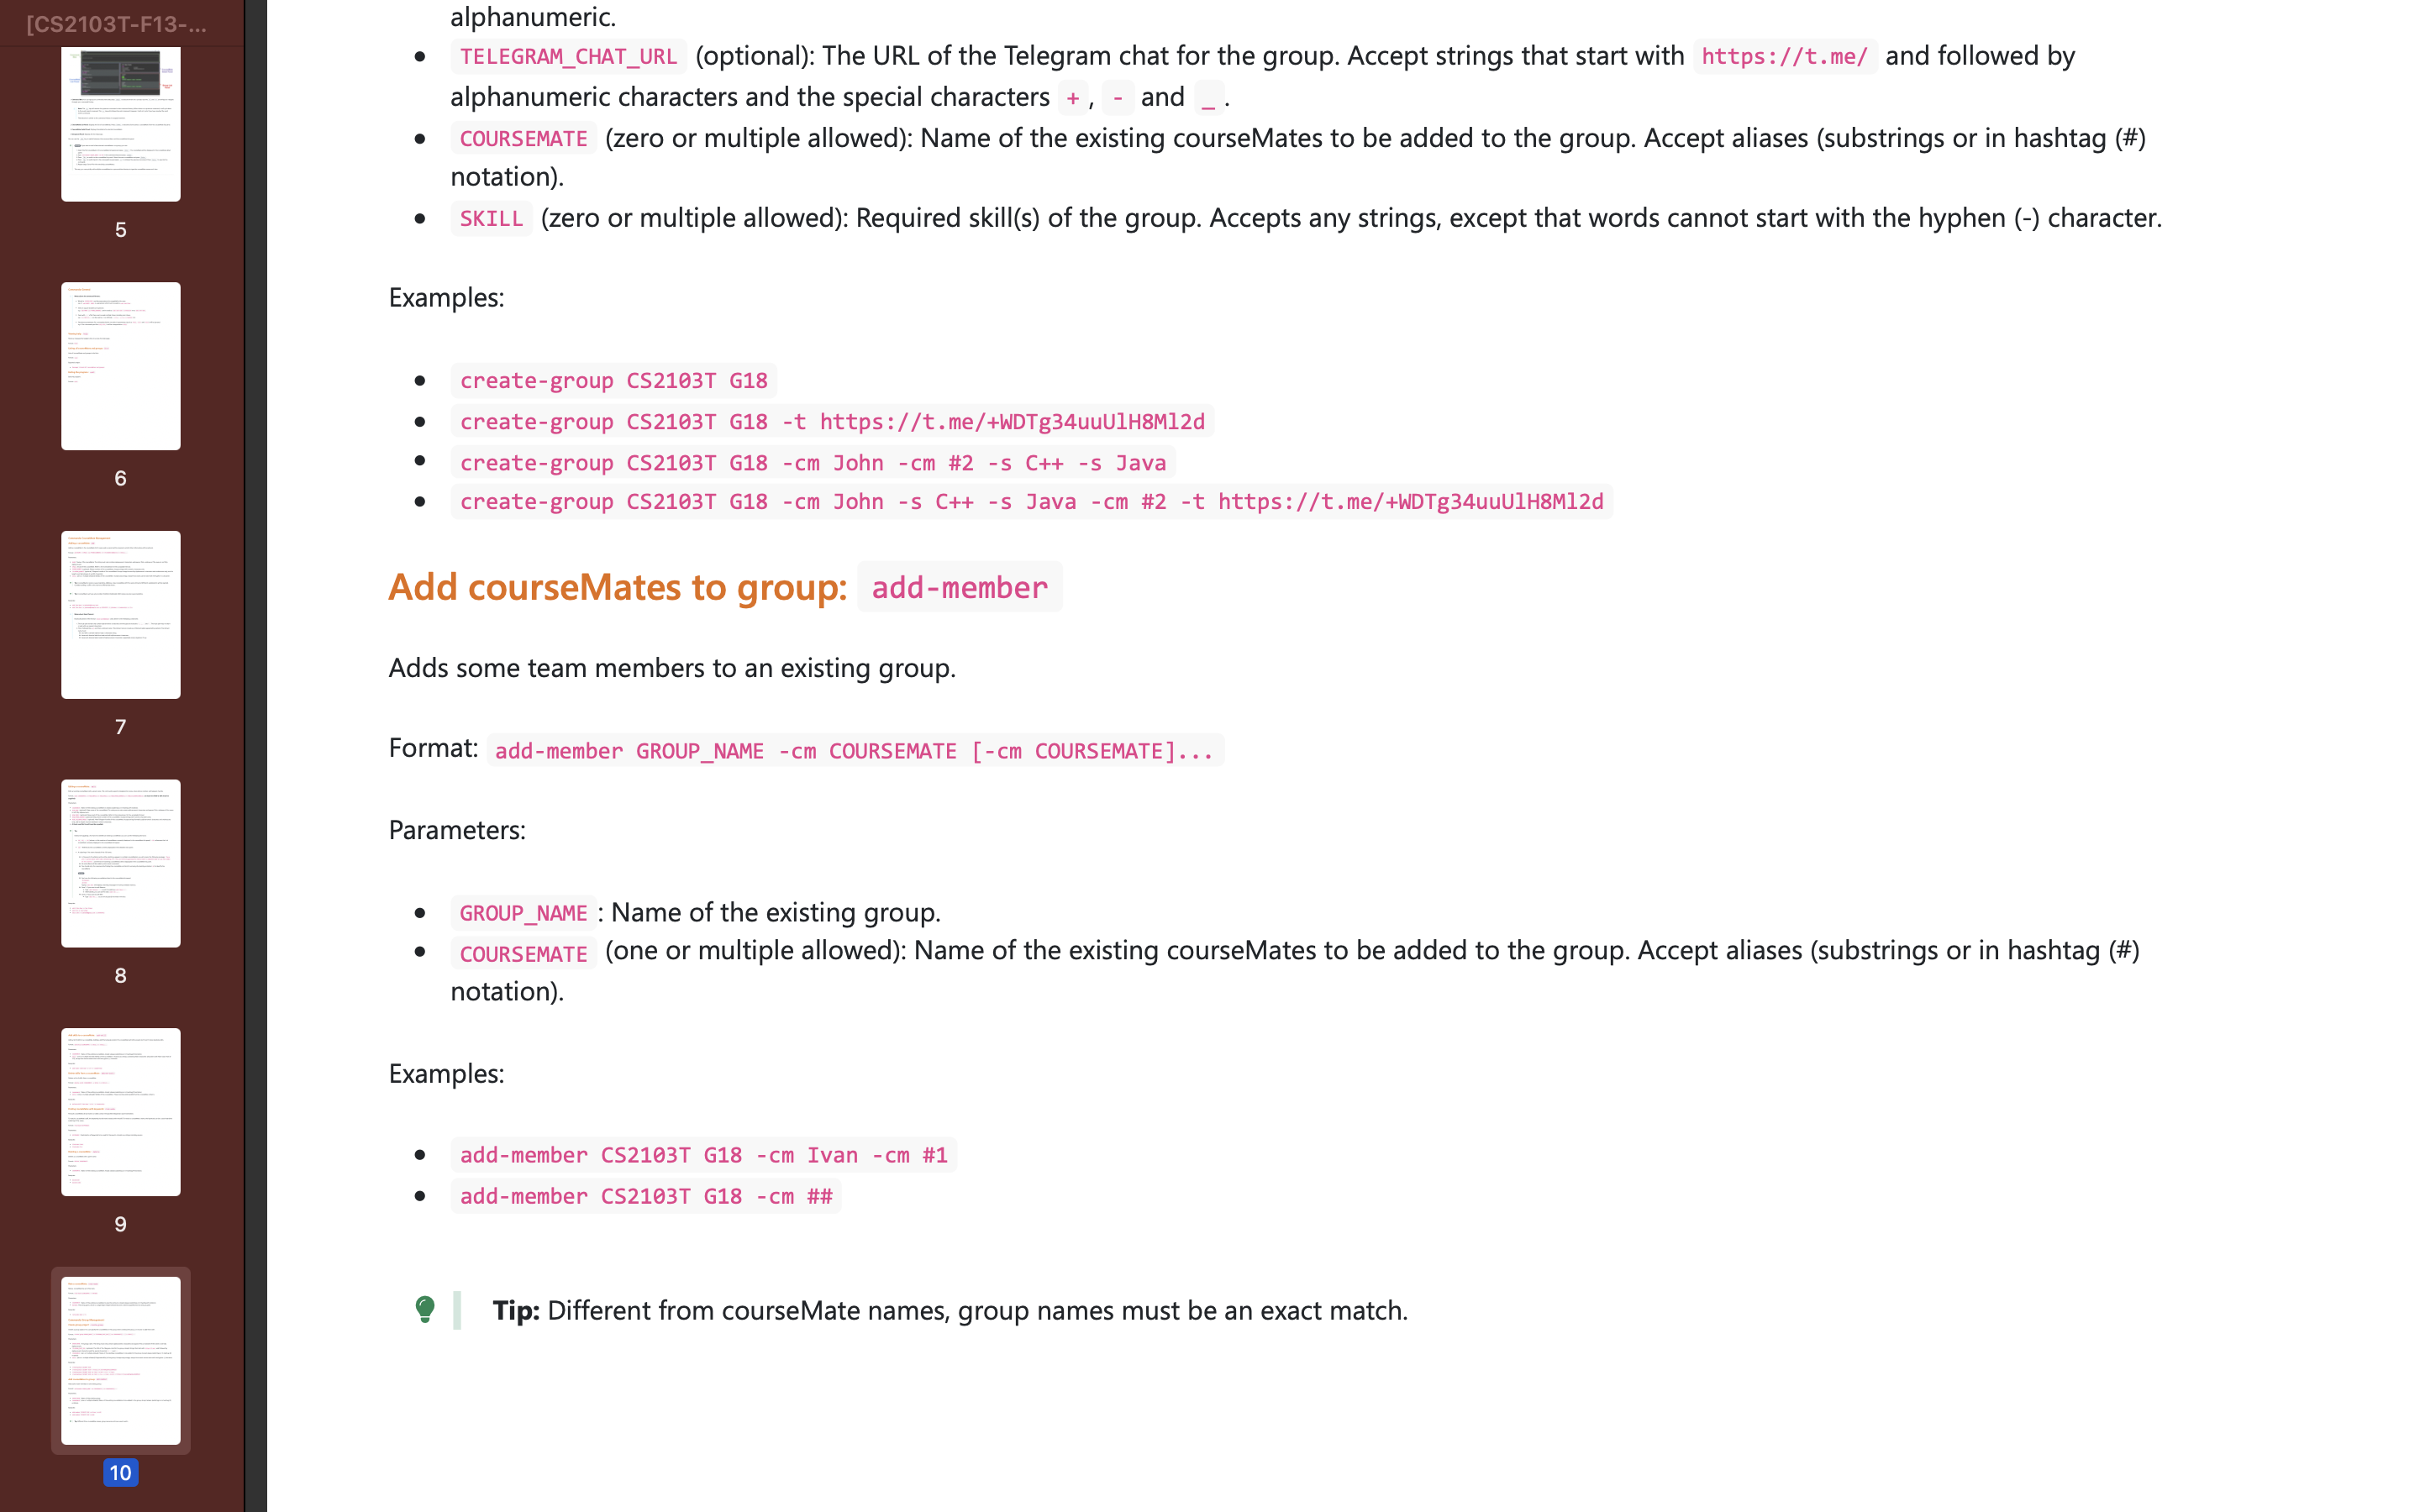 [CS2103T-F13-...
5
6
7
8
9
10
alphanumeric.
TELEGRAM_CHAT_URL (optional): The URL of the Telegram chat for the group. Accept strings that start with https://t.me/ and followed by
alphanumeric characters and the special characters + , - and _ .
COURSEMATE (zero or multiple allowed): Name of the existing courseMates to be added to the group. Accept aliases (substrings or in hashtag (#)
notation).
SKILL (zero or multiple allowed): Required skill(s) of the group. Accepts any strings, except that words cannot start with the hyphen (-) character.
Examples:
create-group CS2103T G18
create-group CS2103T G18 -t https://t.me/+WDTg34uuUlH8Ml2d
create-group CS2103T G18 -cm John -cm #2 -s C++ -s Java
create-group CS2103T G18 -cm John -s C++ -s Java -cm #2 -t https://t.me/+WDTg34uuUlH8Ml2d
Add courseMates to group: add-member
Adds some team members to an existing group.
Format: add-member GROUP_NAME -cm COURSEMATE [-cm COURSEMATE]...
Parameters:
GROUP_NAME : Name of the existing group.
COURSEMATE (one or multiple allowed): Name of the existing courseMates to be added to the group. Accept aliases (substrings or in hashtag (#)
notation).
Examples:
add-member CS2103T G18 -cm Ivan -cm #1
add-member CS2103T G18 -cm ##
Tip: Different from courseMate names, group names must be an exact match.